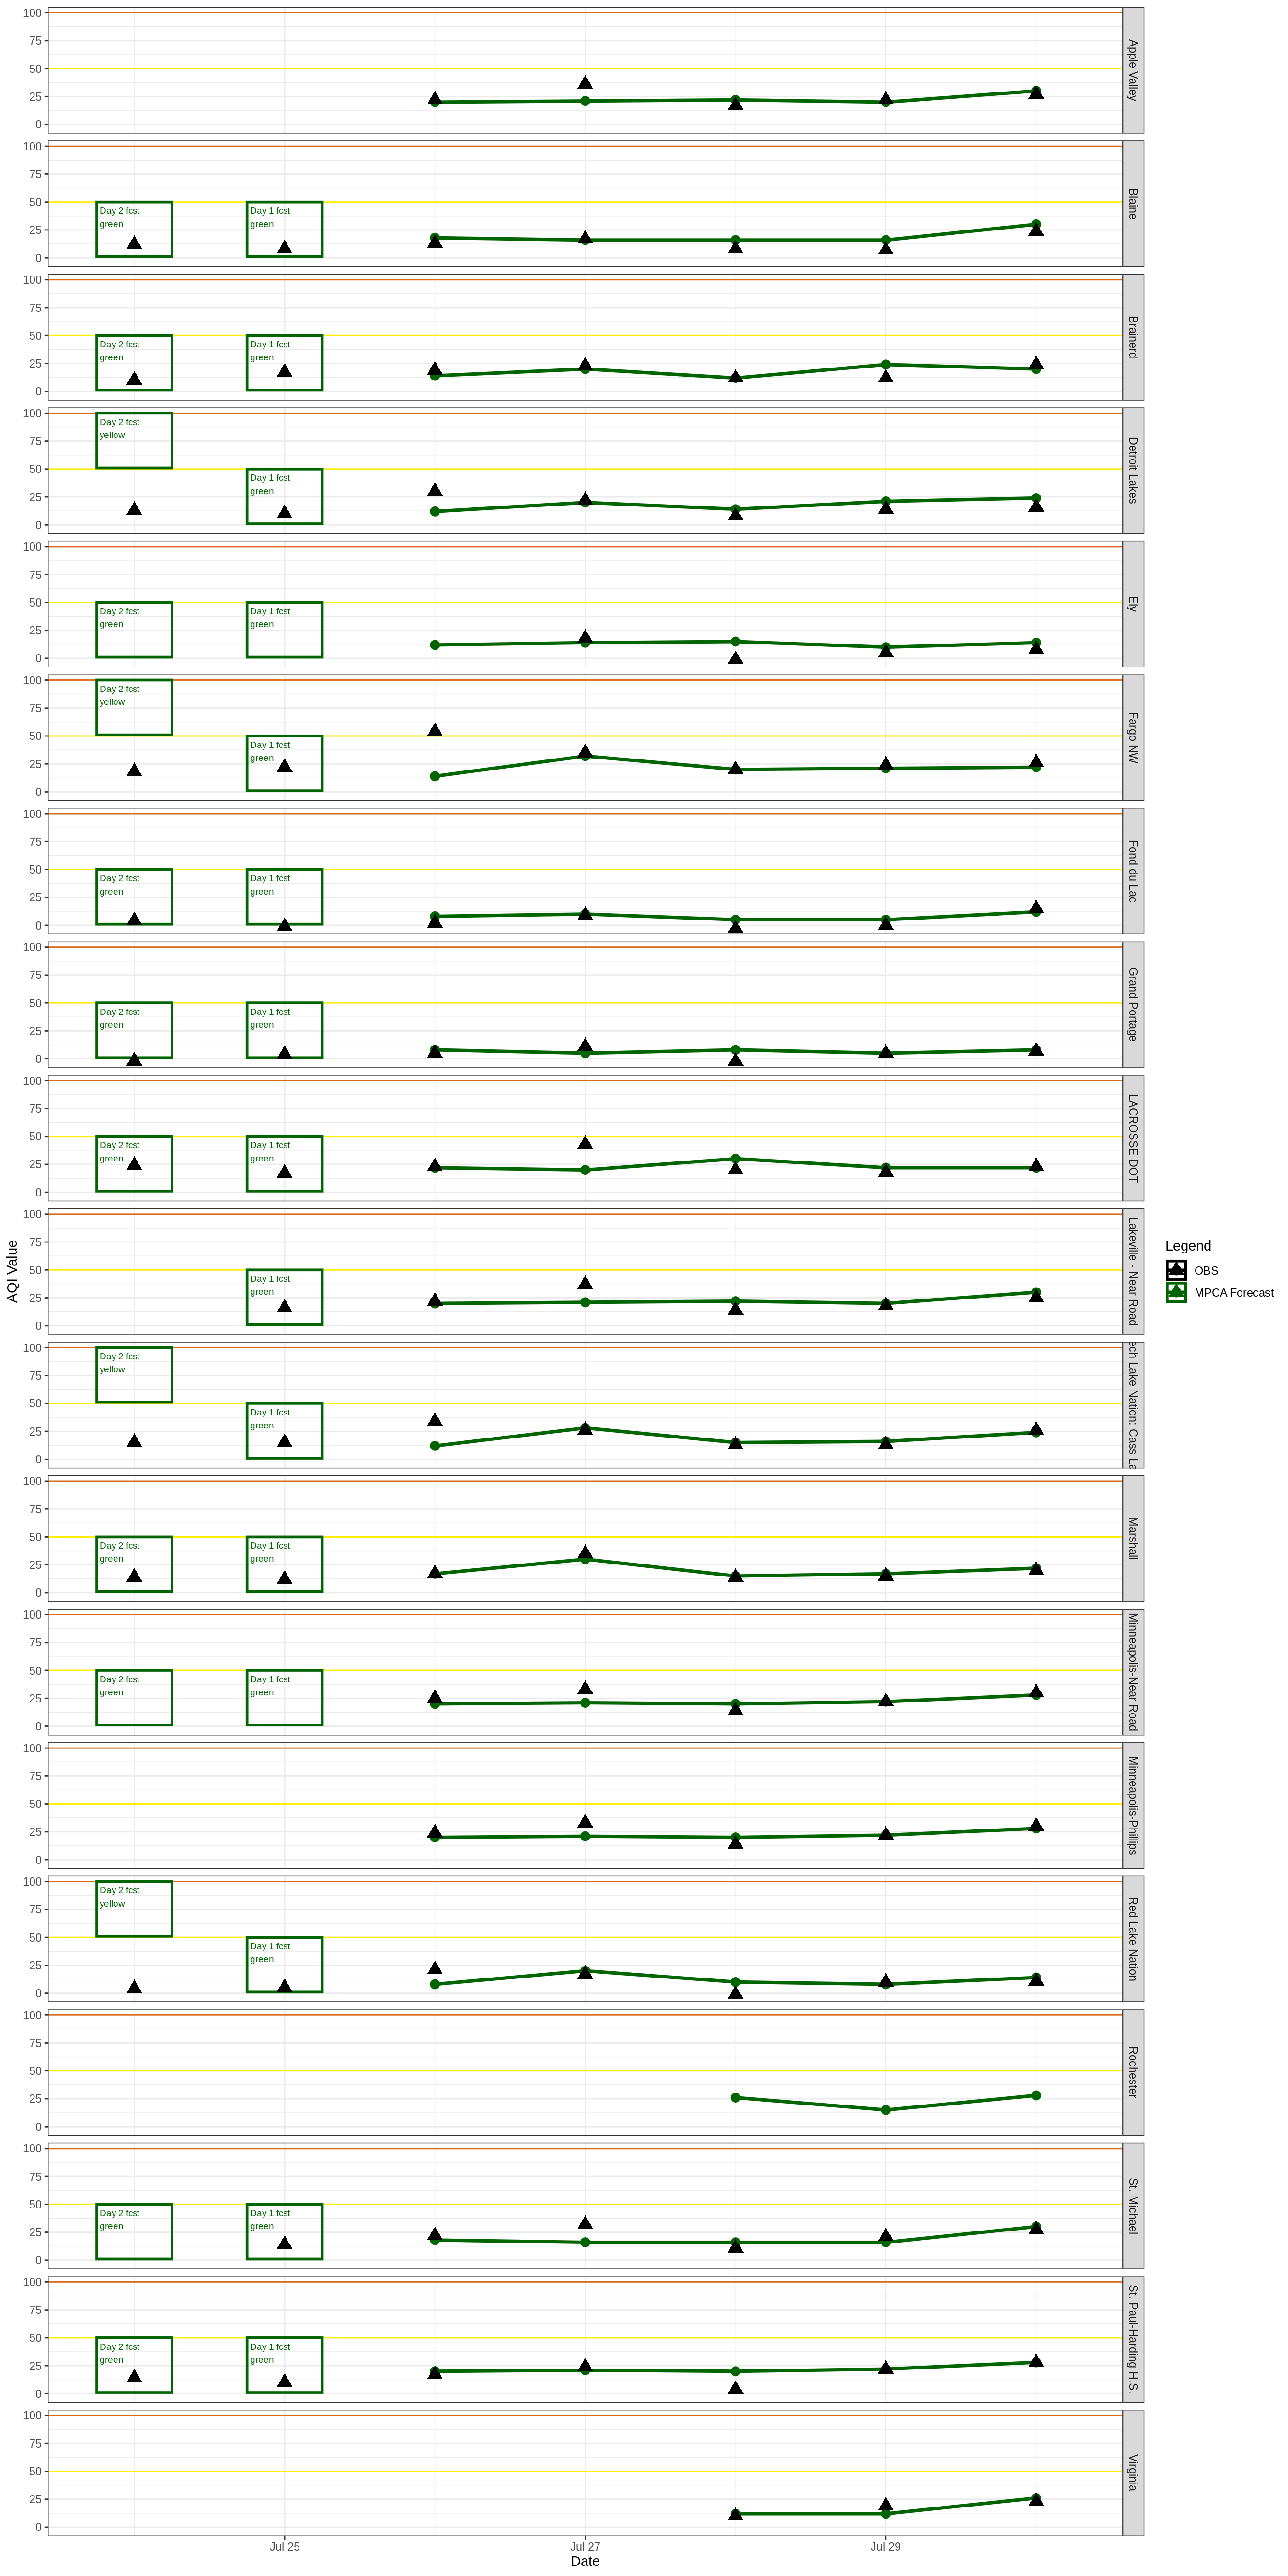 100
75
50
25
0
Apple Valley
100
75
50
25
0
Day 2 fcst
green
Day 1 fcst
green
Blaine
100
75
50
25
0
Day 2 fcst
green
Day 1 fcst
green
Brainerd
100
75
50
25
0
Day 2 fcst
yellow
Day 1 fcst
green
Detroit Lakes
100
75
50
25
0
Day 2 fcst
green
Day 1 fcst
green
Ely
100
75
50
25
0
Day 2 fcst
yellow
Day 1 fcst
green
Fargo NW
100
75
50
25
0
Day 2 fcst
green
Day 1 fcst
green
Fond du Lac
100
75
50
25
0
Day 2 fcst
green
Day 1 fcst
green
Grand Portage
100
75
50
25
0
Day 2 fcst
green
Day 1 fcst
green
LACROSSE DOT
AQI Value
100
75
50
25
0
Day 1 fcst
green
Lakeville - Near Road
Legend
OBS
MPCA Forecast
100
75
50
25
0
Day 2 fcst
yellow
Day 1 fcst
green
ech Lake Nation: Cass La
100
75
50
25
0
Day 2 fcst
green
Day 1 fcst
green
Marshall
100
75
50
25
0
Day 2 fcst
green
Day 1 fcst
green
Minneapolis-Near Road
100
75
50
25
0
Minneapolis-Phillips
100
75
50
25
0
Day 2 fcst
yellow
Day 1 fcst
green
Red Lake Nation
100
75
50
25
0
Rochester
100
75
50
25
0
Day 2 fcst
green
Day 1 fcst
green
St. Michael
100
75
50
25
0
Day 2 fcst
green
Day 1 fcst
green
St. Paul-Harding H.S.
100
75
50
25
0
Virginia
Jul 25
Jul 27
Jul 29
Date